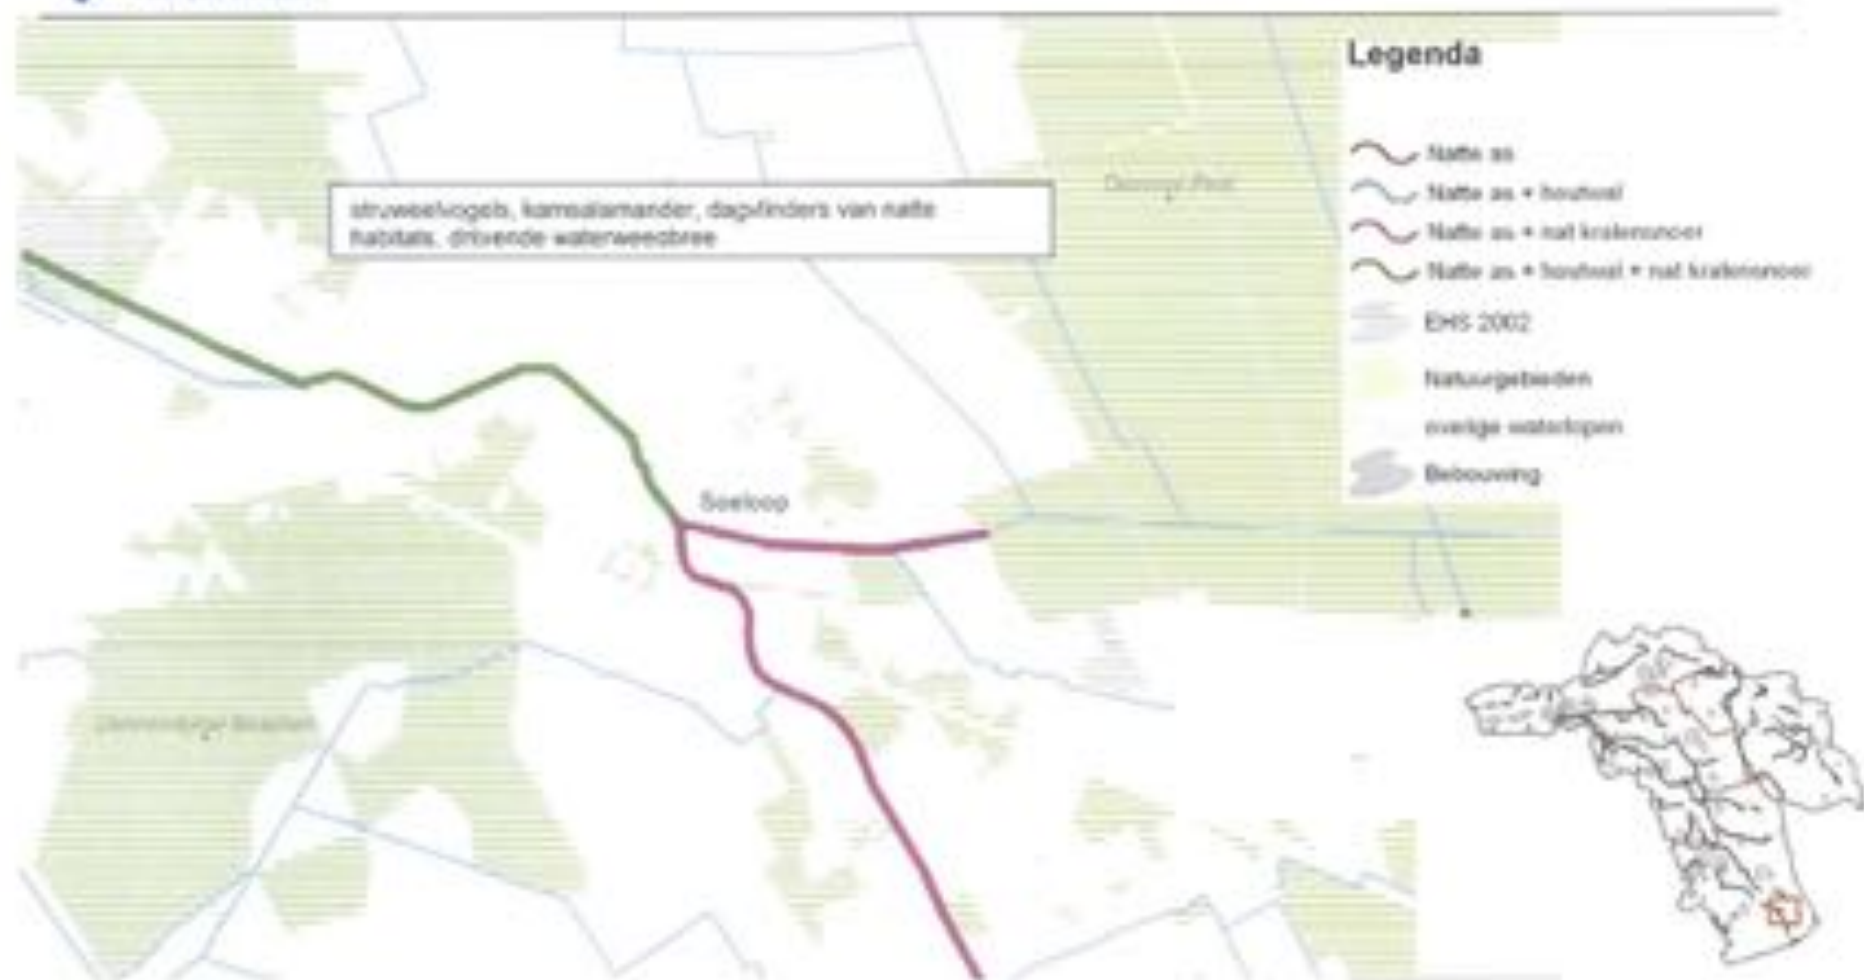 Legenda
Natte as
Natte as + houtwal
struweelvogels, kamsalamander, dagvlinders van natte
habitats, drijvende waterweegbree
Natte as + nat kralensnoer
Natte as + houtwal + nat kralensnoer
EHS 2002
Natuurgebieden
overige waterlopen
Bebouwing
Soeloop